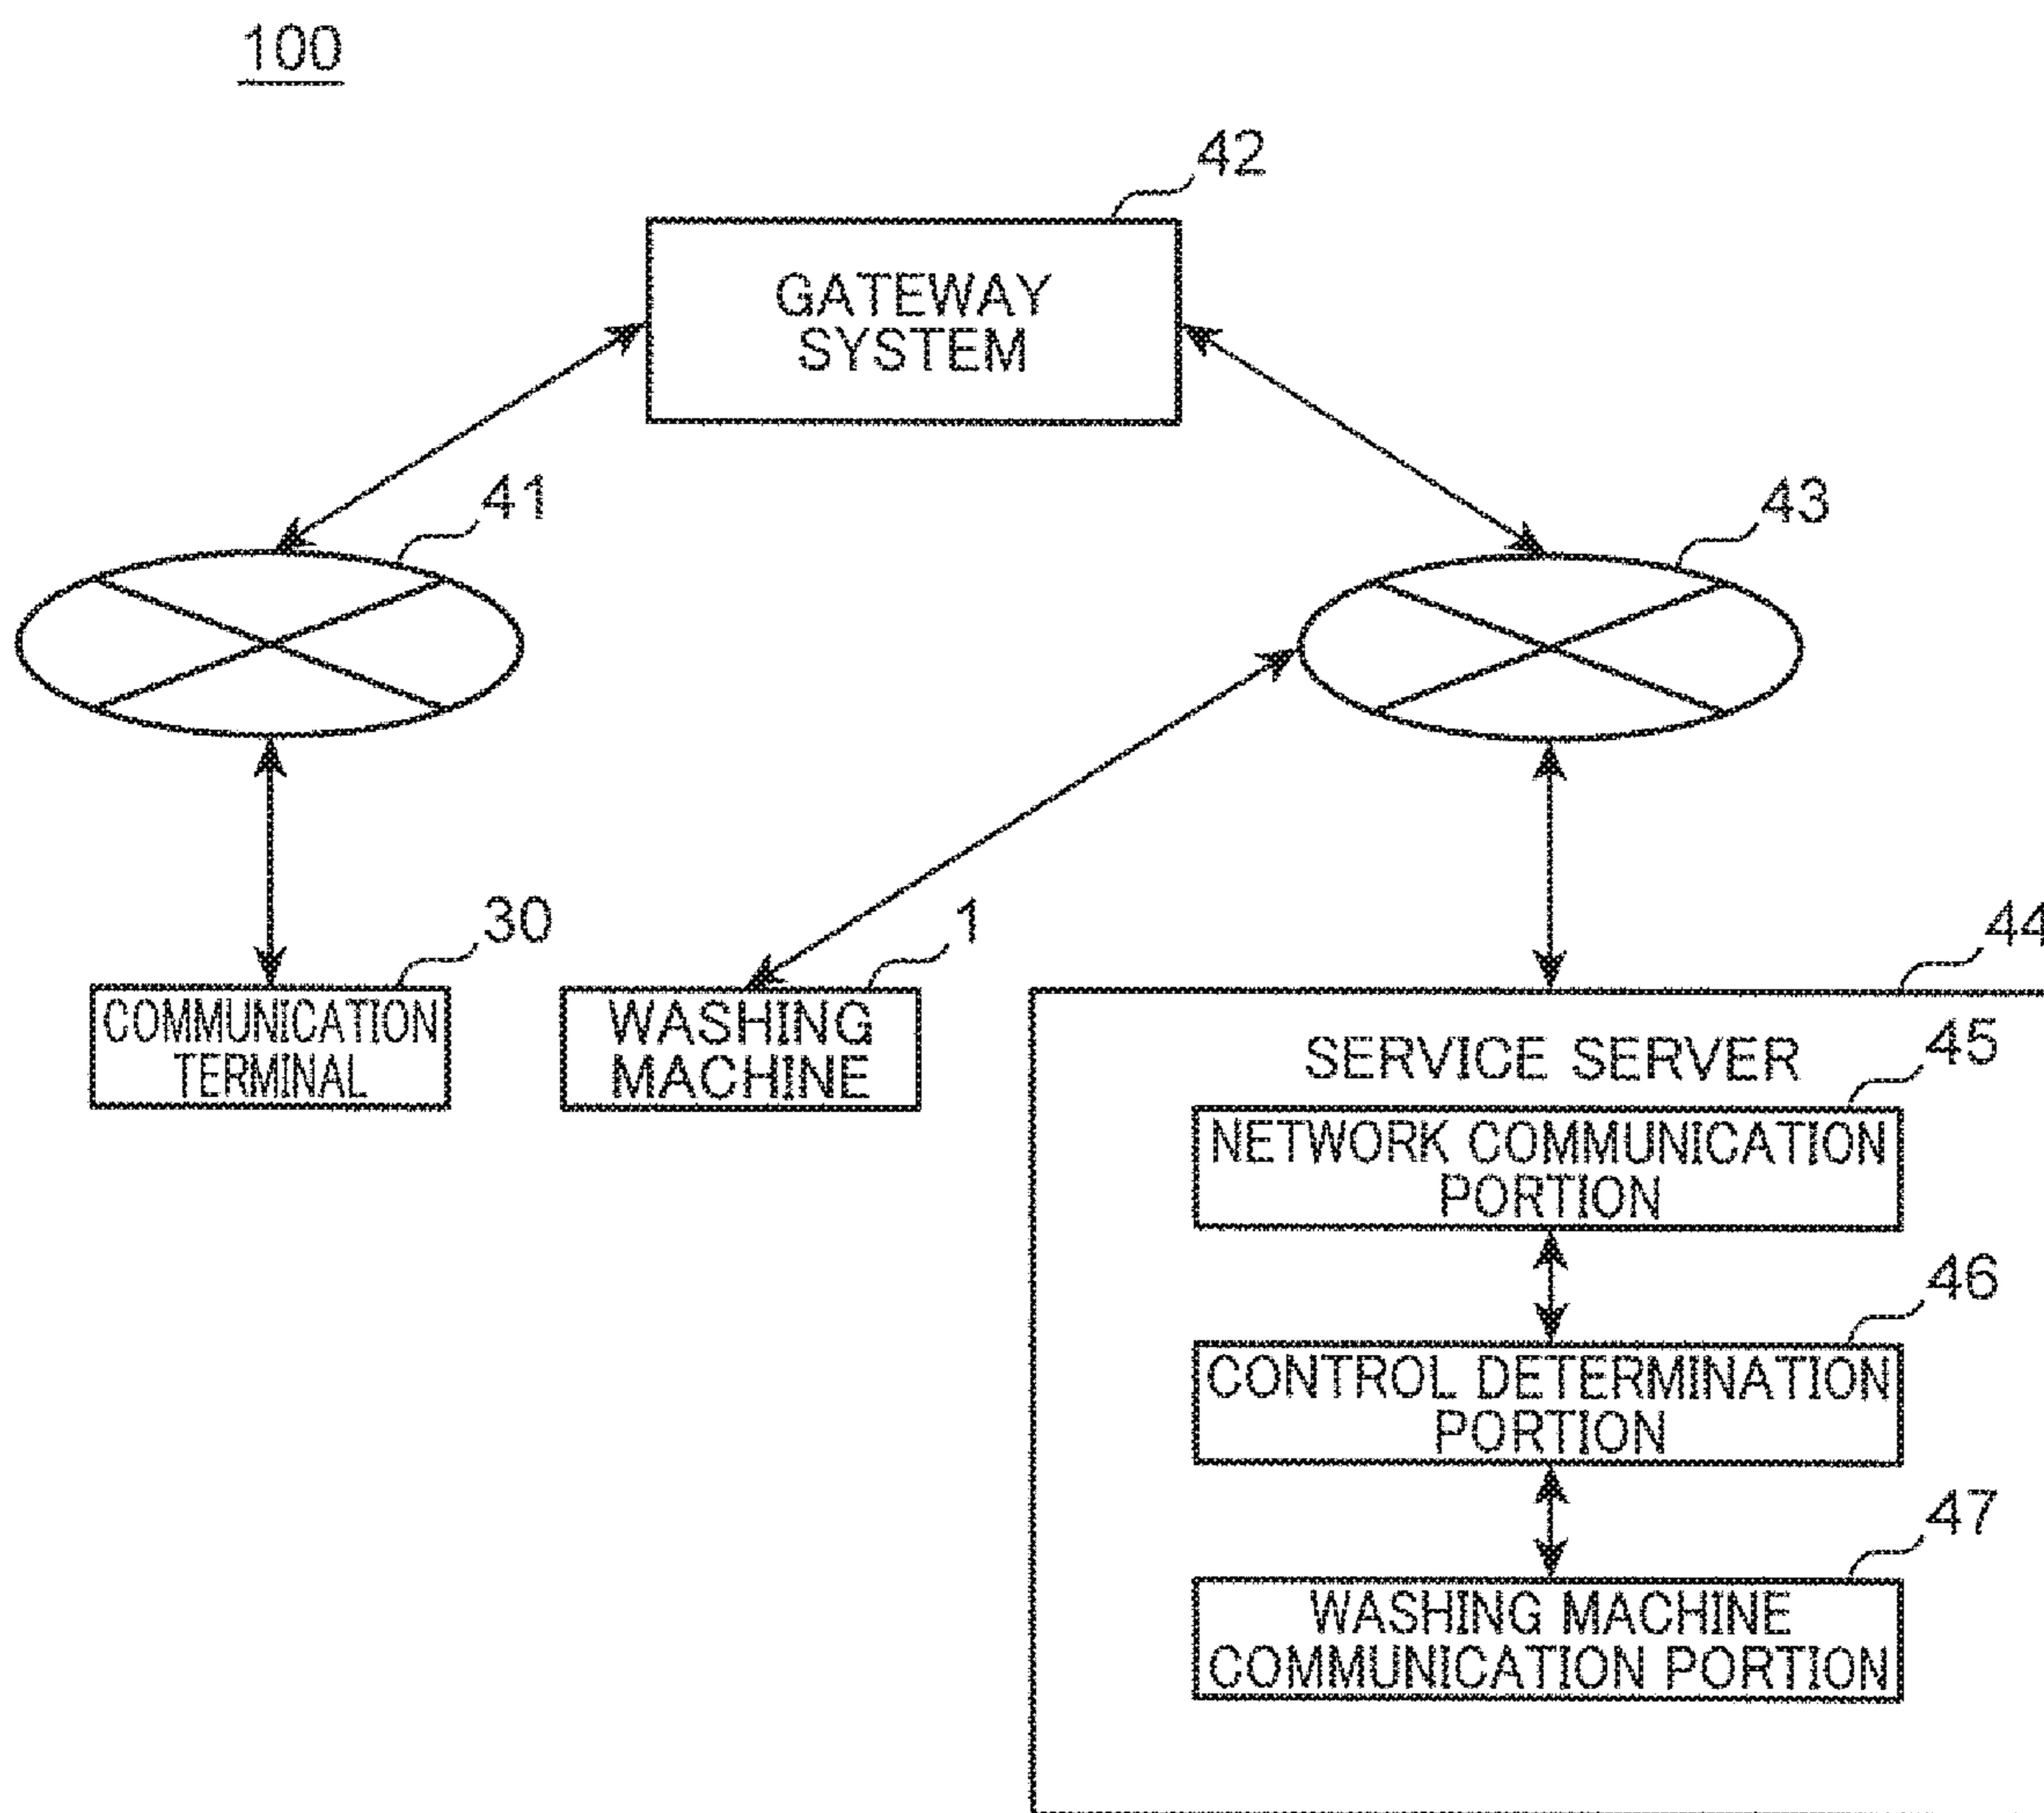 100
42
GATEWAY
SYSTEM
41
43
30
1
44
COMMUNICATION
TERMINAL
WASHING
MACHINE
SERVICE SERVER
45
NETWORK COMMUNICATION
PORTION
46
CONTROL DETERMINATION
PORTION
47
WASHING MACHINE
COMMUNICATION PORTION